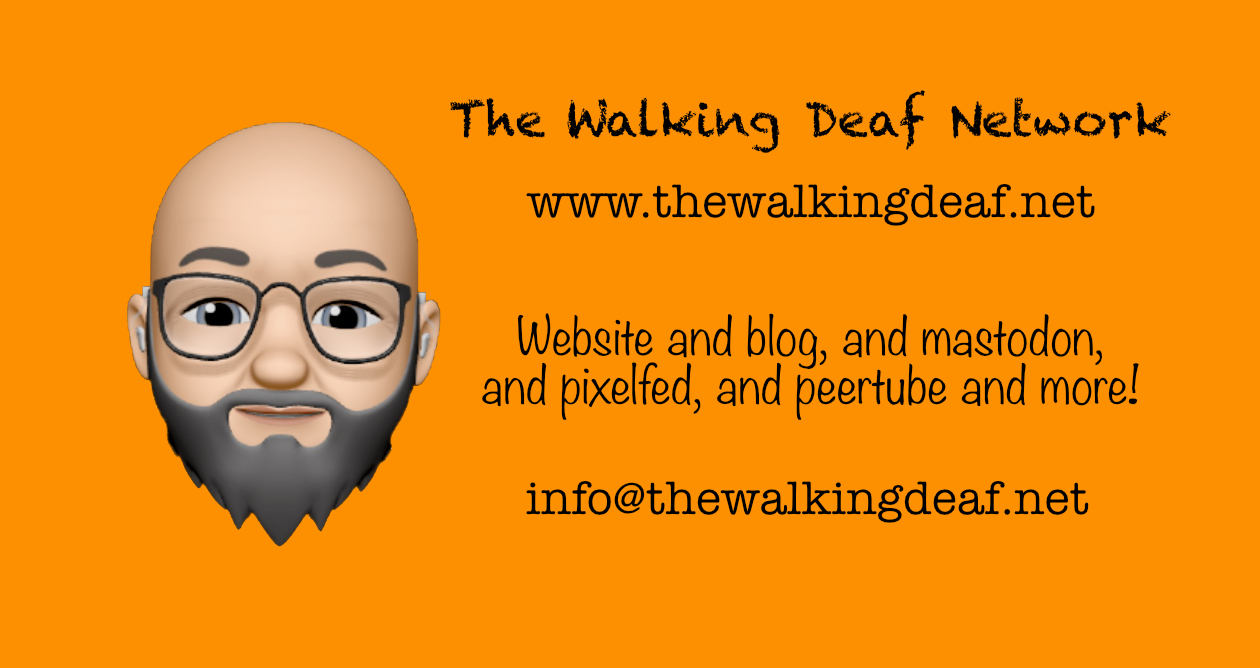 The Walking Deaf Network
www.thewalkingdeaf.net
Website and blog, and mastodon,
and pixelfed, and peertube and more!
info@thewalkingdeaf.net